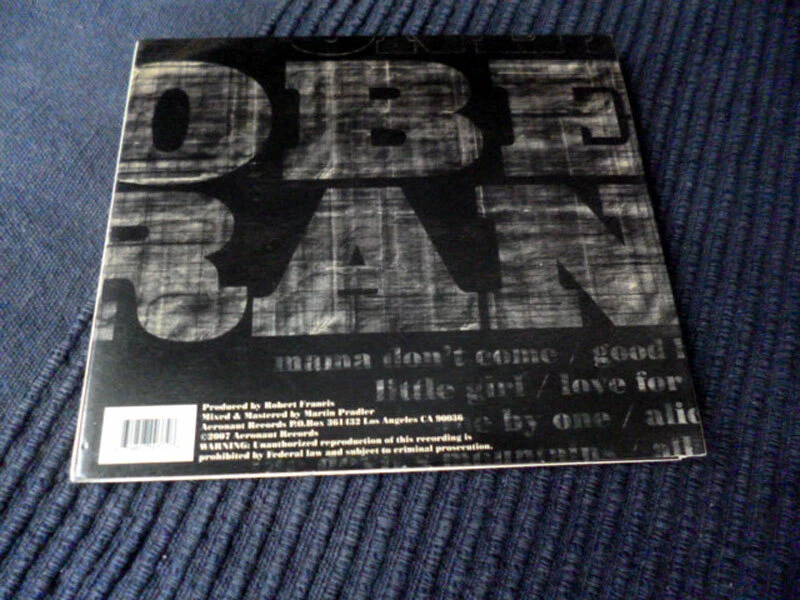 OBE
RAN
mama don't come / good
little girl / love for
by one / alic
Produced by Robert Francis
Mixed & Mastered by Martin Pradler
Aeronaut Records P.O.Box 361432 Los Angeles CA 90036
©2007 Aeronaut Records
WARNING: Unauthorized reproduction of this recording is
prohibited by Federal law and subject to criminal prosecution.